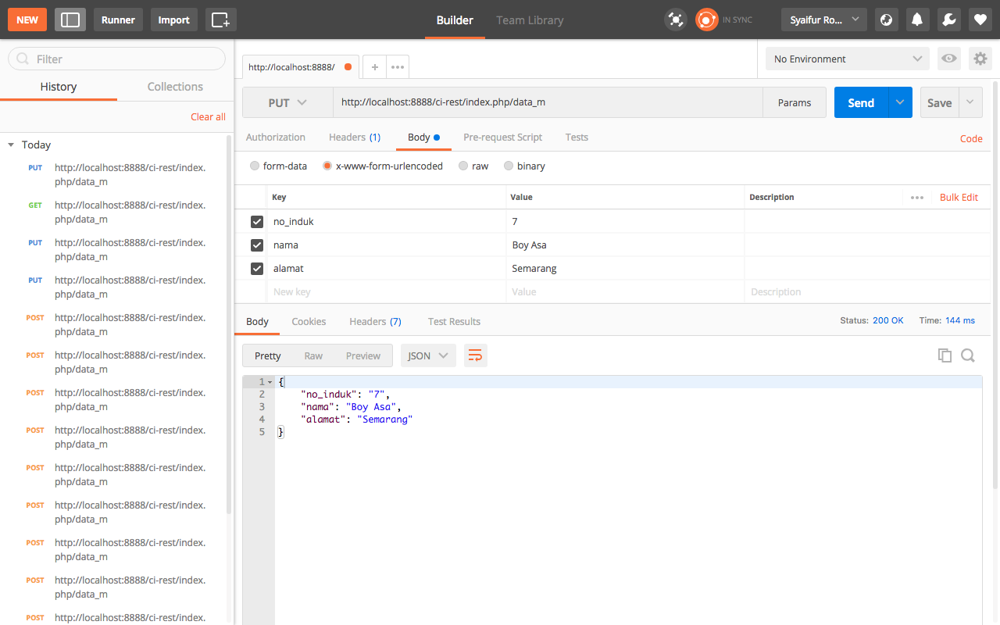 NEW
Runner
Import
Builder
Team Library
IN SYNC
Syaifur Ro...
Filter
History
Collections
Clear all
Today
PUT http://localhost:8888/ci-rest/index.
php/data_m
GET http://localhost:8888/ci-rest/index.
php/data_m
PUT http://localhost:8888/ci-rest/index.
php/data_m
PUT http://localhost:8888/ci-rest/index.
php/data_m
POST http://localhost:8888/ci-rest/index.
php/data_m
POST http://localhost:8888/ci-rest/index.
php/data_m
POST http://localhost:8888/ci-rest/index.
php/data_m
POST http://localhost:8888/ci-rest/index.
php/data_m
POST http://localhost:8888/ci-rest/index.
php/data_m
POST http://localhost:8888/ci-rest/index.
php/data_m
POST http://localhost:8888/ci-rest/index.
php/data_m
POST http://localhost:8888/ci-rest/index.
php/data_m
POST http://localhost:8888/ci-rest/index.
http://localhost:8888/
+
•••
No Environment
PUT
http://localhost:8888/ci-rest/index.php/data_m
Params
Send
Save
Authorization
Headers (1)
Body
Pre-request Script
Tests
Code
form-data
x-www-form-urlencoded
raw
binary
Key Value Description ••• Bulk Edit
no_induk 7
nama Boy Asa
alamat Semarang
New key Value Description
Body
Cookies
Headers (7)
Test Results
Status: 200 OK
Time: 144 ms
Pretty
Raw
Preview
JSON
1 {
2 "no_induk": "7",
3 "nama": "Boy Asa",
4 "alamat": "Semarang"
5 }